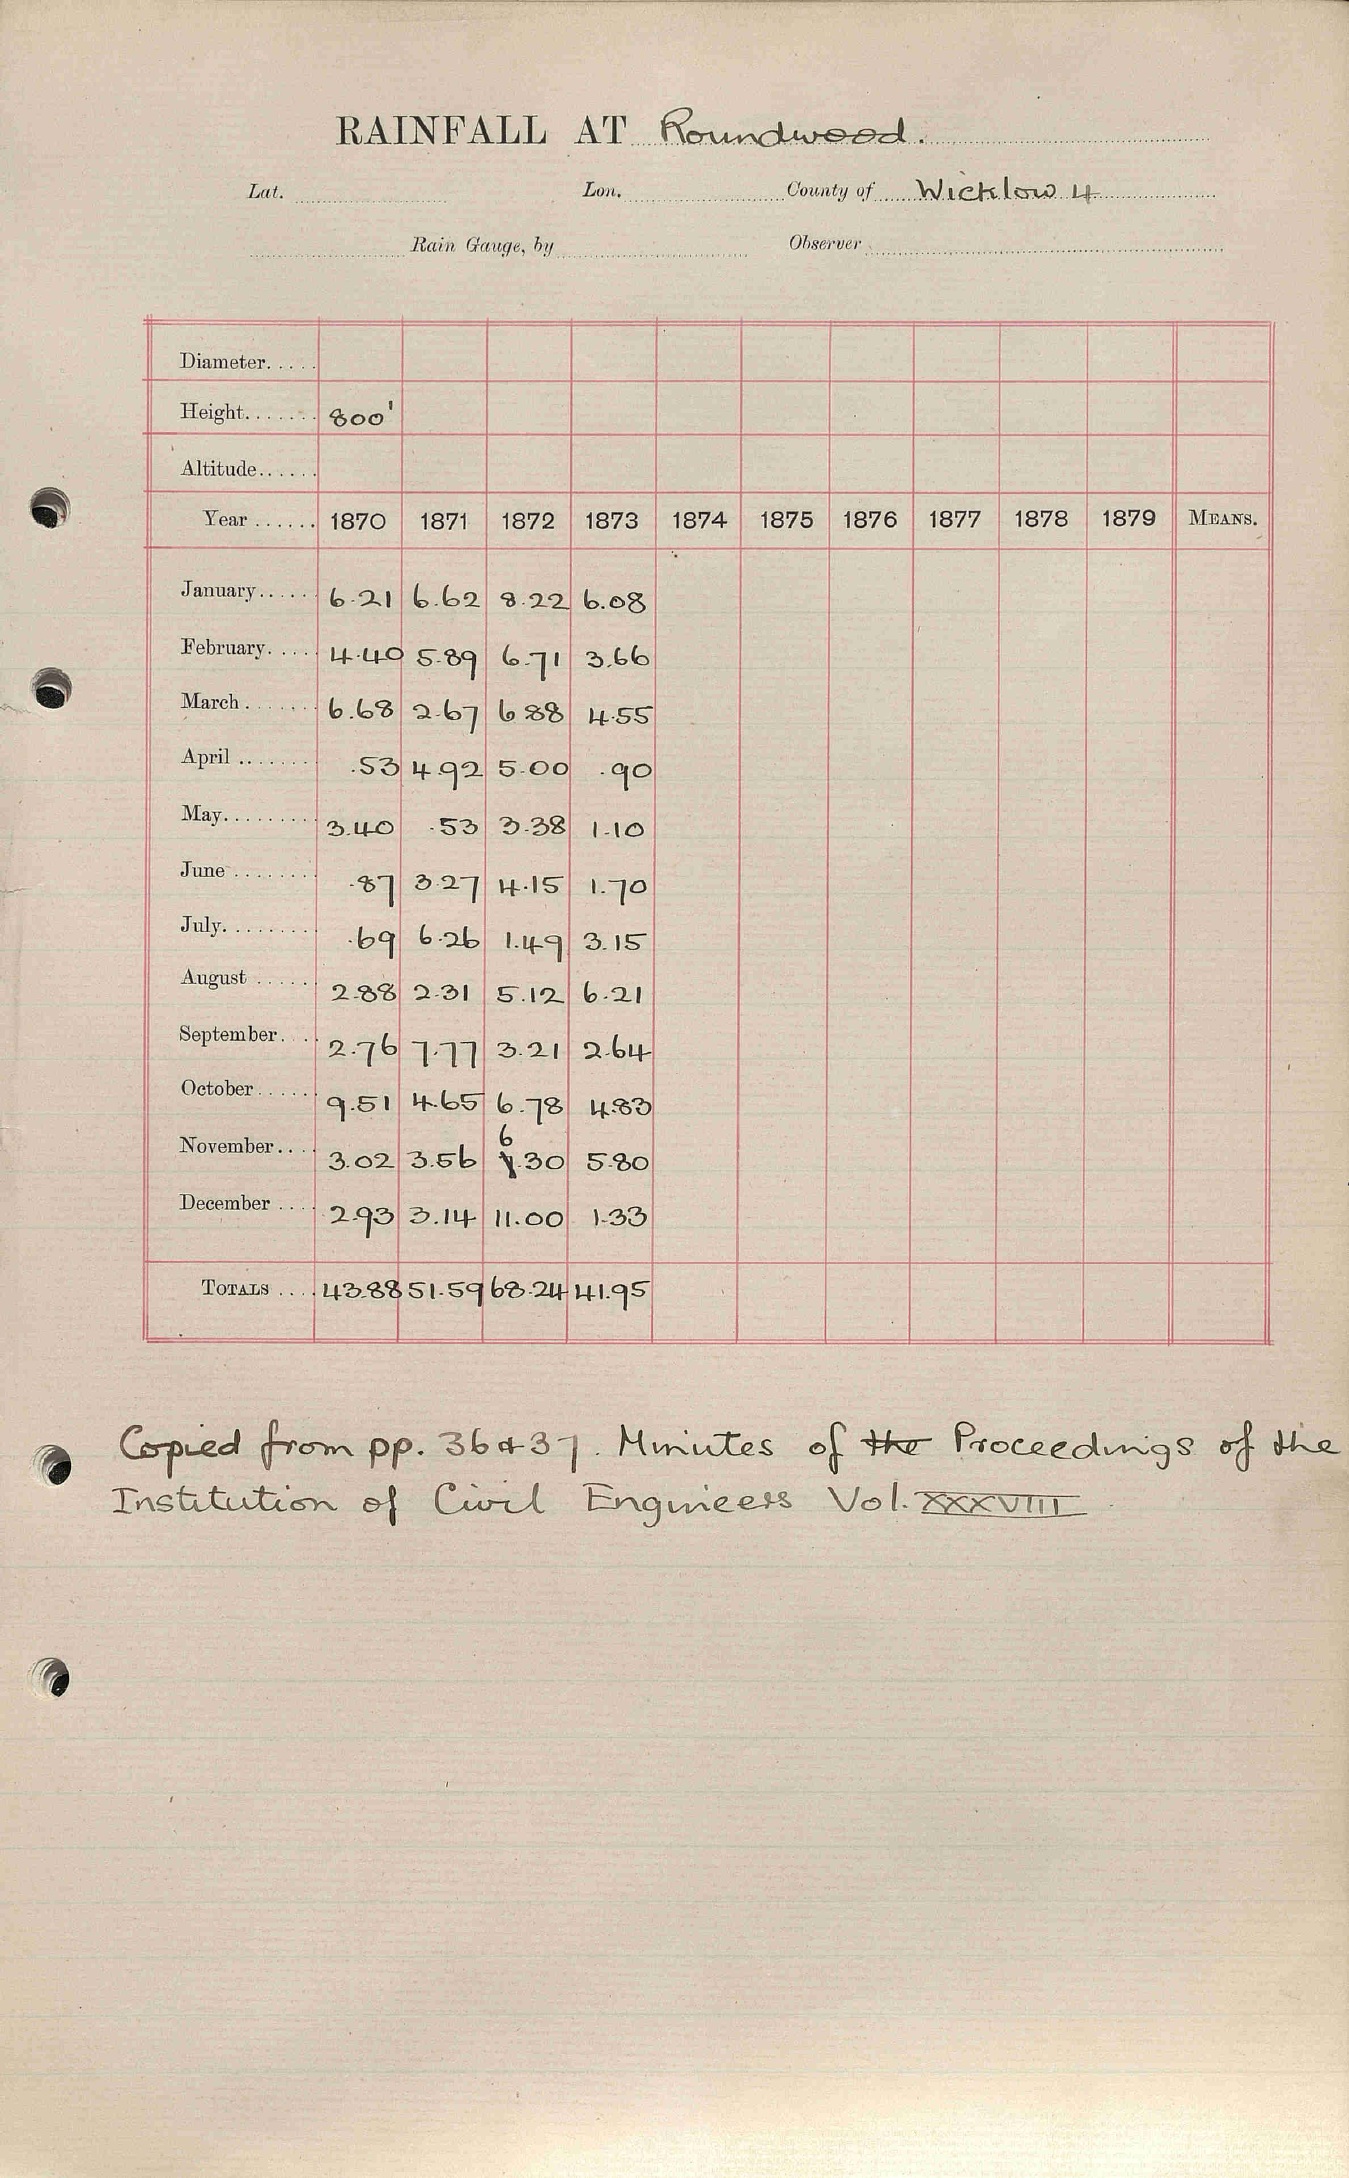 RAINFALL AT Roundwood.
Lat. Lon. County of Wicklow 4
Rain Gauge, by Observer
Diameter.....
Height....... 800'
Altitude......
Year ...... 1870 1871 1872 1873 1874 1875 1876 1877 1878 1879 MEANS.
January...... 6.21 6.62 8.22 6.08
February..... 4.40 5.89 6.71 3.66
March ....... 6.68 2.67 6.88 4.55
April ........ .53 4.92 5.00 .90
May......... 3.40 .53 3.38 1.10
June ........ .87 3.27 4.15 1.70
July......... .69 6.26 1.49 3.15
August ...... 2.88 2.31 5.12 6.21
September.... 2.76 7.77 3.21 2.64
October...... 9.51 4.65 6.78 4.83
6
November.... 3.02 3.56 7.30 5.80
December .... 2.93 3.14 11.00 1.33
TOTALS .... 43.88 51.59 68.24 41.95
Copied from pp. 36 & 37. Minutes of the Proceedings of the
Institution of Civil Engineers Vol. XXXVIII